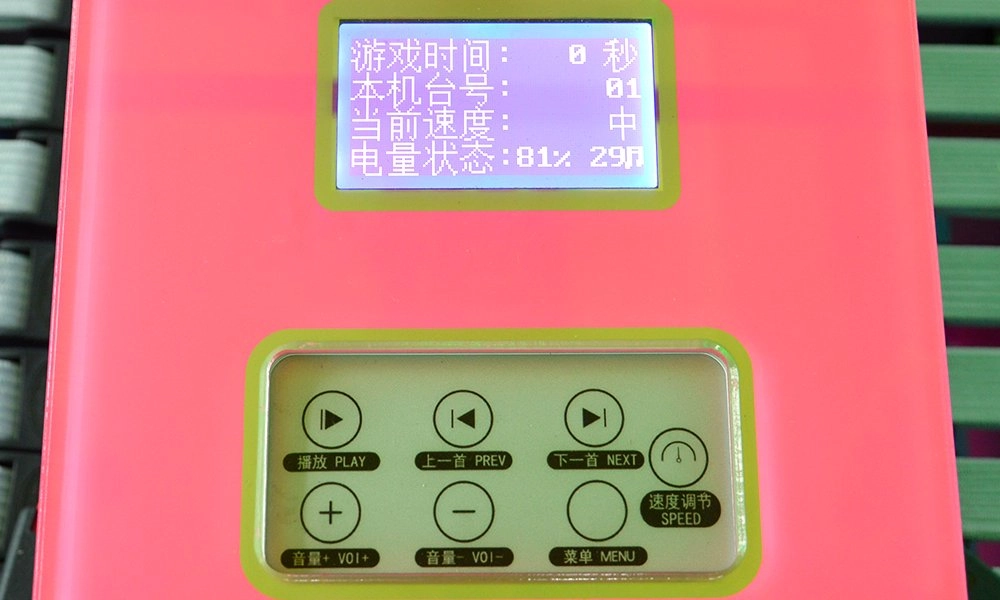 游戏时间: 0 秒
本机台号: 01
当前速度: 中
电量状态:81% 29
播放 PLAY
上一首 PREV
下一首 NEXT
速度调节
SPEED
音量+ VOl+
音量- VOl-
菜单 MENU